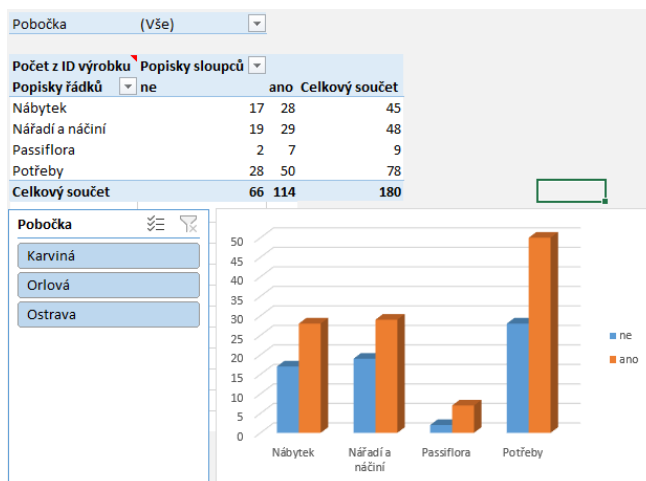 Pobočka (Vše)
Počet z ID výrobku Popisky sloupců
Popisky řádků ne ano Celkový součet
Nábytek 17 28 45
Nářadí a náčiní 19 29 48
Passiflora 2 7 9
Potřeby 28 50 78
Celkový součet 66 114 180
Pobočka
Karviná
Orlová
Ostrava
50
45
40
35
30
25
20
15
10
5
0
Nábytek Nářadí a Passiflora Potřeby
náčiní
ne
ano